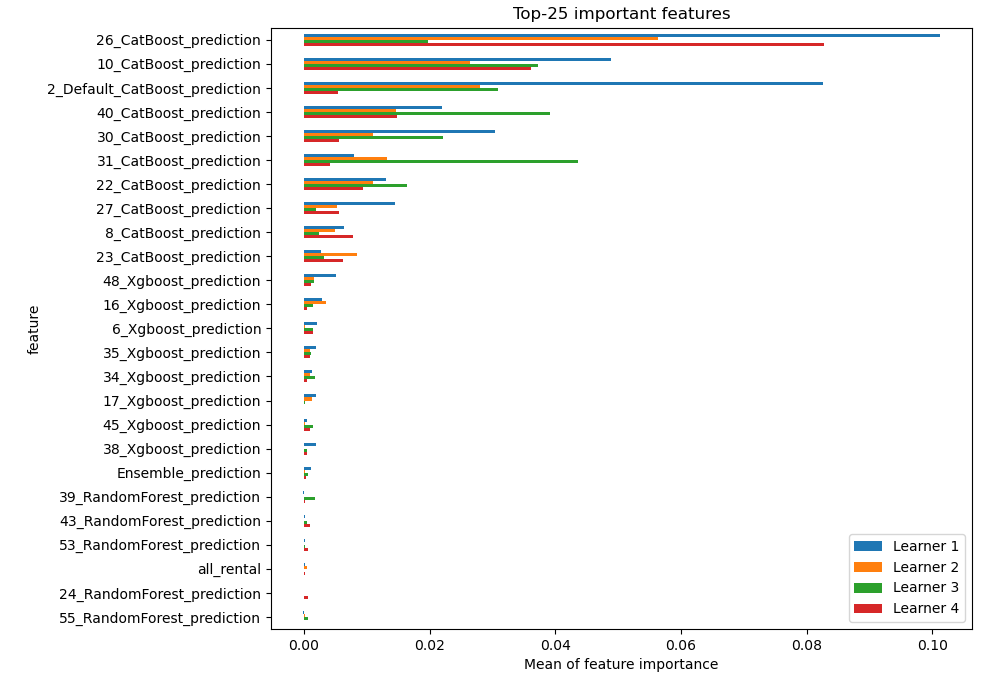 Top-25 important features
26_CatBoost_prediction
10_CatBoost_prediction
2_Default_CatBoost_prediction
40_CatBoost_prediction
30_CatBoost_prediction
31_CatBoost_prediction
22_CatBoost_prediction
27_CatBoost_prediction
8_CatBoost_prediction
23_CatBoost_prediction
48_Xgboost_prediction
16_Xgboost_prediction
6_Xgboost_prediction
35_Xgboost_prediction
34_Xgboost_prediction
17_Xgboost_prediction
45_Xgboost_prediction
38_Xgboost_prediction
Ensemble_prediction
39_RandomForest_prediction
43_RandomForest_prediction
53_RandomForest_prediction
all_rental
24_RandomForest_prediction
55_RandomForest_prediction
feature
Learner 1
Learner 2
Learner 3
Learner 4
0.00 0.02 0.04 0.06 0.08 0.10
Mean of feature importance